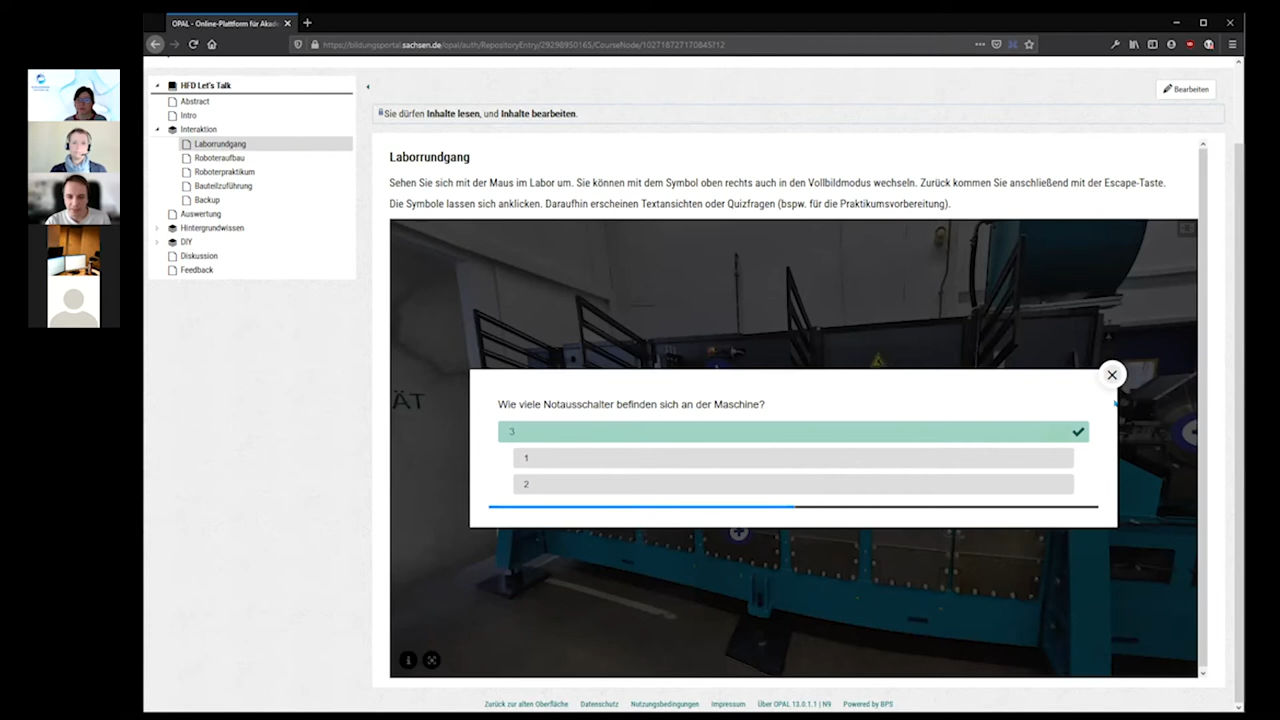 OPAL - Online-Plattform für Akade
https://bildungsportal.sachsen.de/opal/auth/RepositoryEntry/29298950165/CourseNode/102718727170845712
HFD Let's Talk
Abstract
Intro
Interaktion
Laborrundgang
Roboteraufbau
Roboterpraktikum
Bauteilzuführung
Backup
Auswertung
Hintergrundwissen
DIY
Diskussion
Feedback
Bearbeiten
Sie dürfen Inhalte lesen, und Inhalte bearbeiten.
Laborrundgang
Sehen Sie sich mit der Maus im Labor um. Sie können mit dem Symbol oben rechts auch in den Vollbildmodus wechseln. Zurück kommen Sie anschließend mit der Escape-Taste.
Die Symbole lassen sich anklicken. Daraufhin erscheinen Textansichten oder Quizfragen (bspw. für die Praktikumsvorbereitung).
ÄT
Wie viele Notausschalter befinden sich an der Maschine?
3
1
2
Zurück zur alten Oberfläche Datenschutz Nutzungsbedingungen Impressum Über OPAL 13.0.1.1 | N9 Powered by BPS